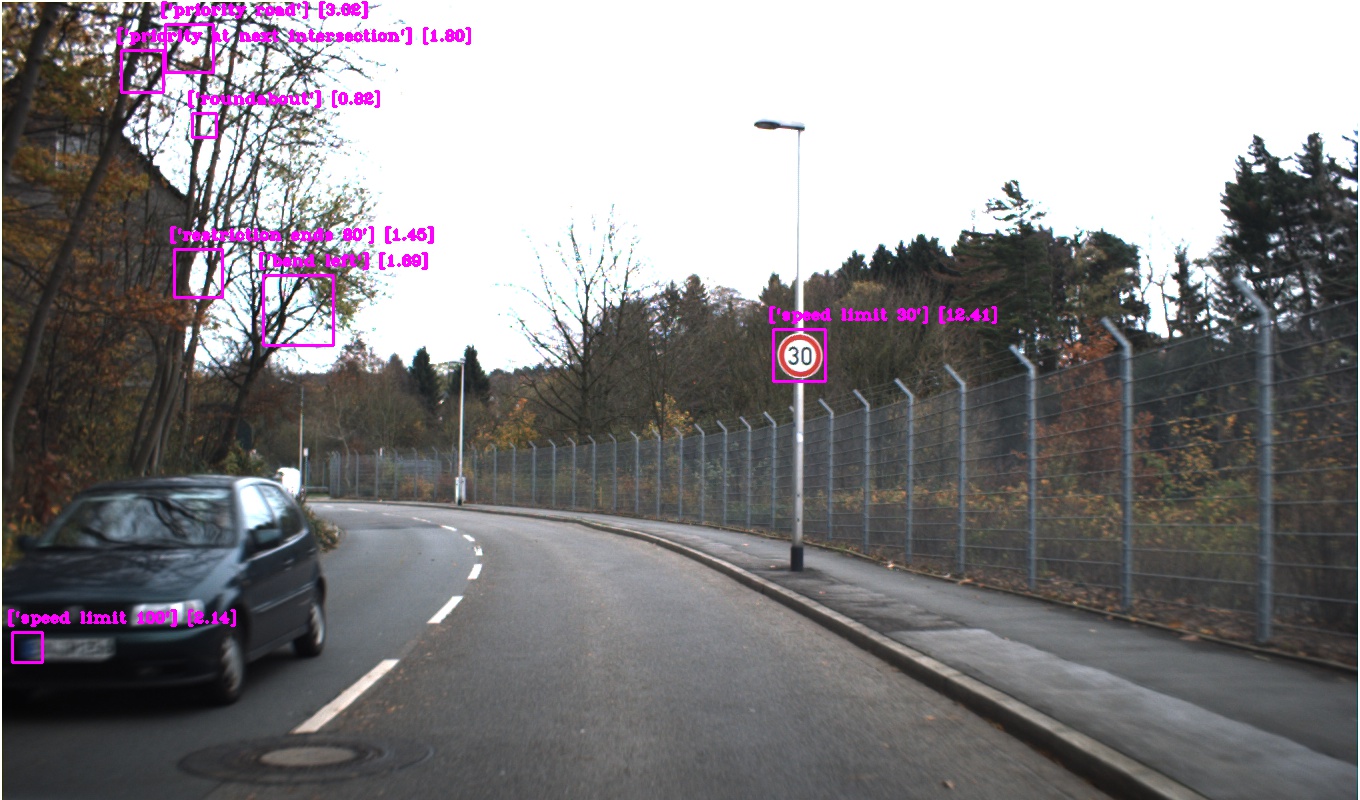 ['priority road'] [3.62]
['priority at next intersection'] [1.80]
['roundabout'] [0.82]
['restriction ends 80'] [1.45]
['bend left'] [1.69]
['speed limit 30'] [12.41]
30
['speed limit 100'] [2.14]